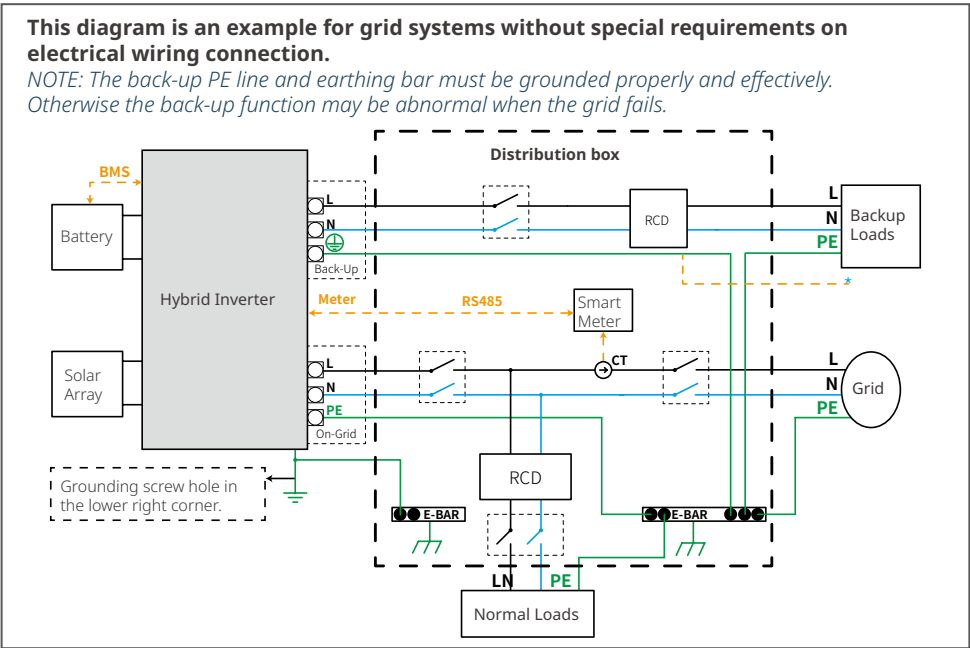 This diagram is an example for grid systems without special requirements on
electrical wiring connection.
NOTE: The back-up PE line and earthing bar must be grounded properly and effectively.
Otherwise the back-up function may be abnormal when the grid fails.
Distribution box
BMS
Battery
Hybrid Inverter
L
N
Back-Up
RCD
L
N
PE
Backup
Loads
*
Meter
RS485
Smart
Meter
CT
Solar
Array
L
N
PE
On-Grid
L
N
PE
Grid
RCD
Grounding screw hole in
the lower right corner.
E-BAR
E-BAR
LN
PE
Normal Loads